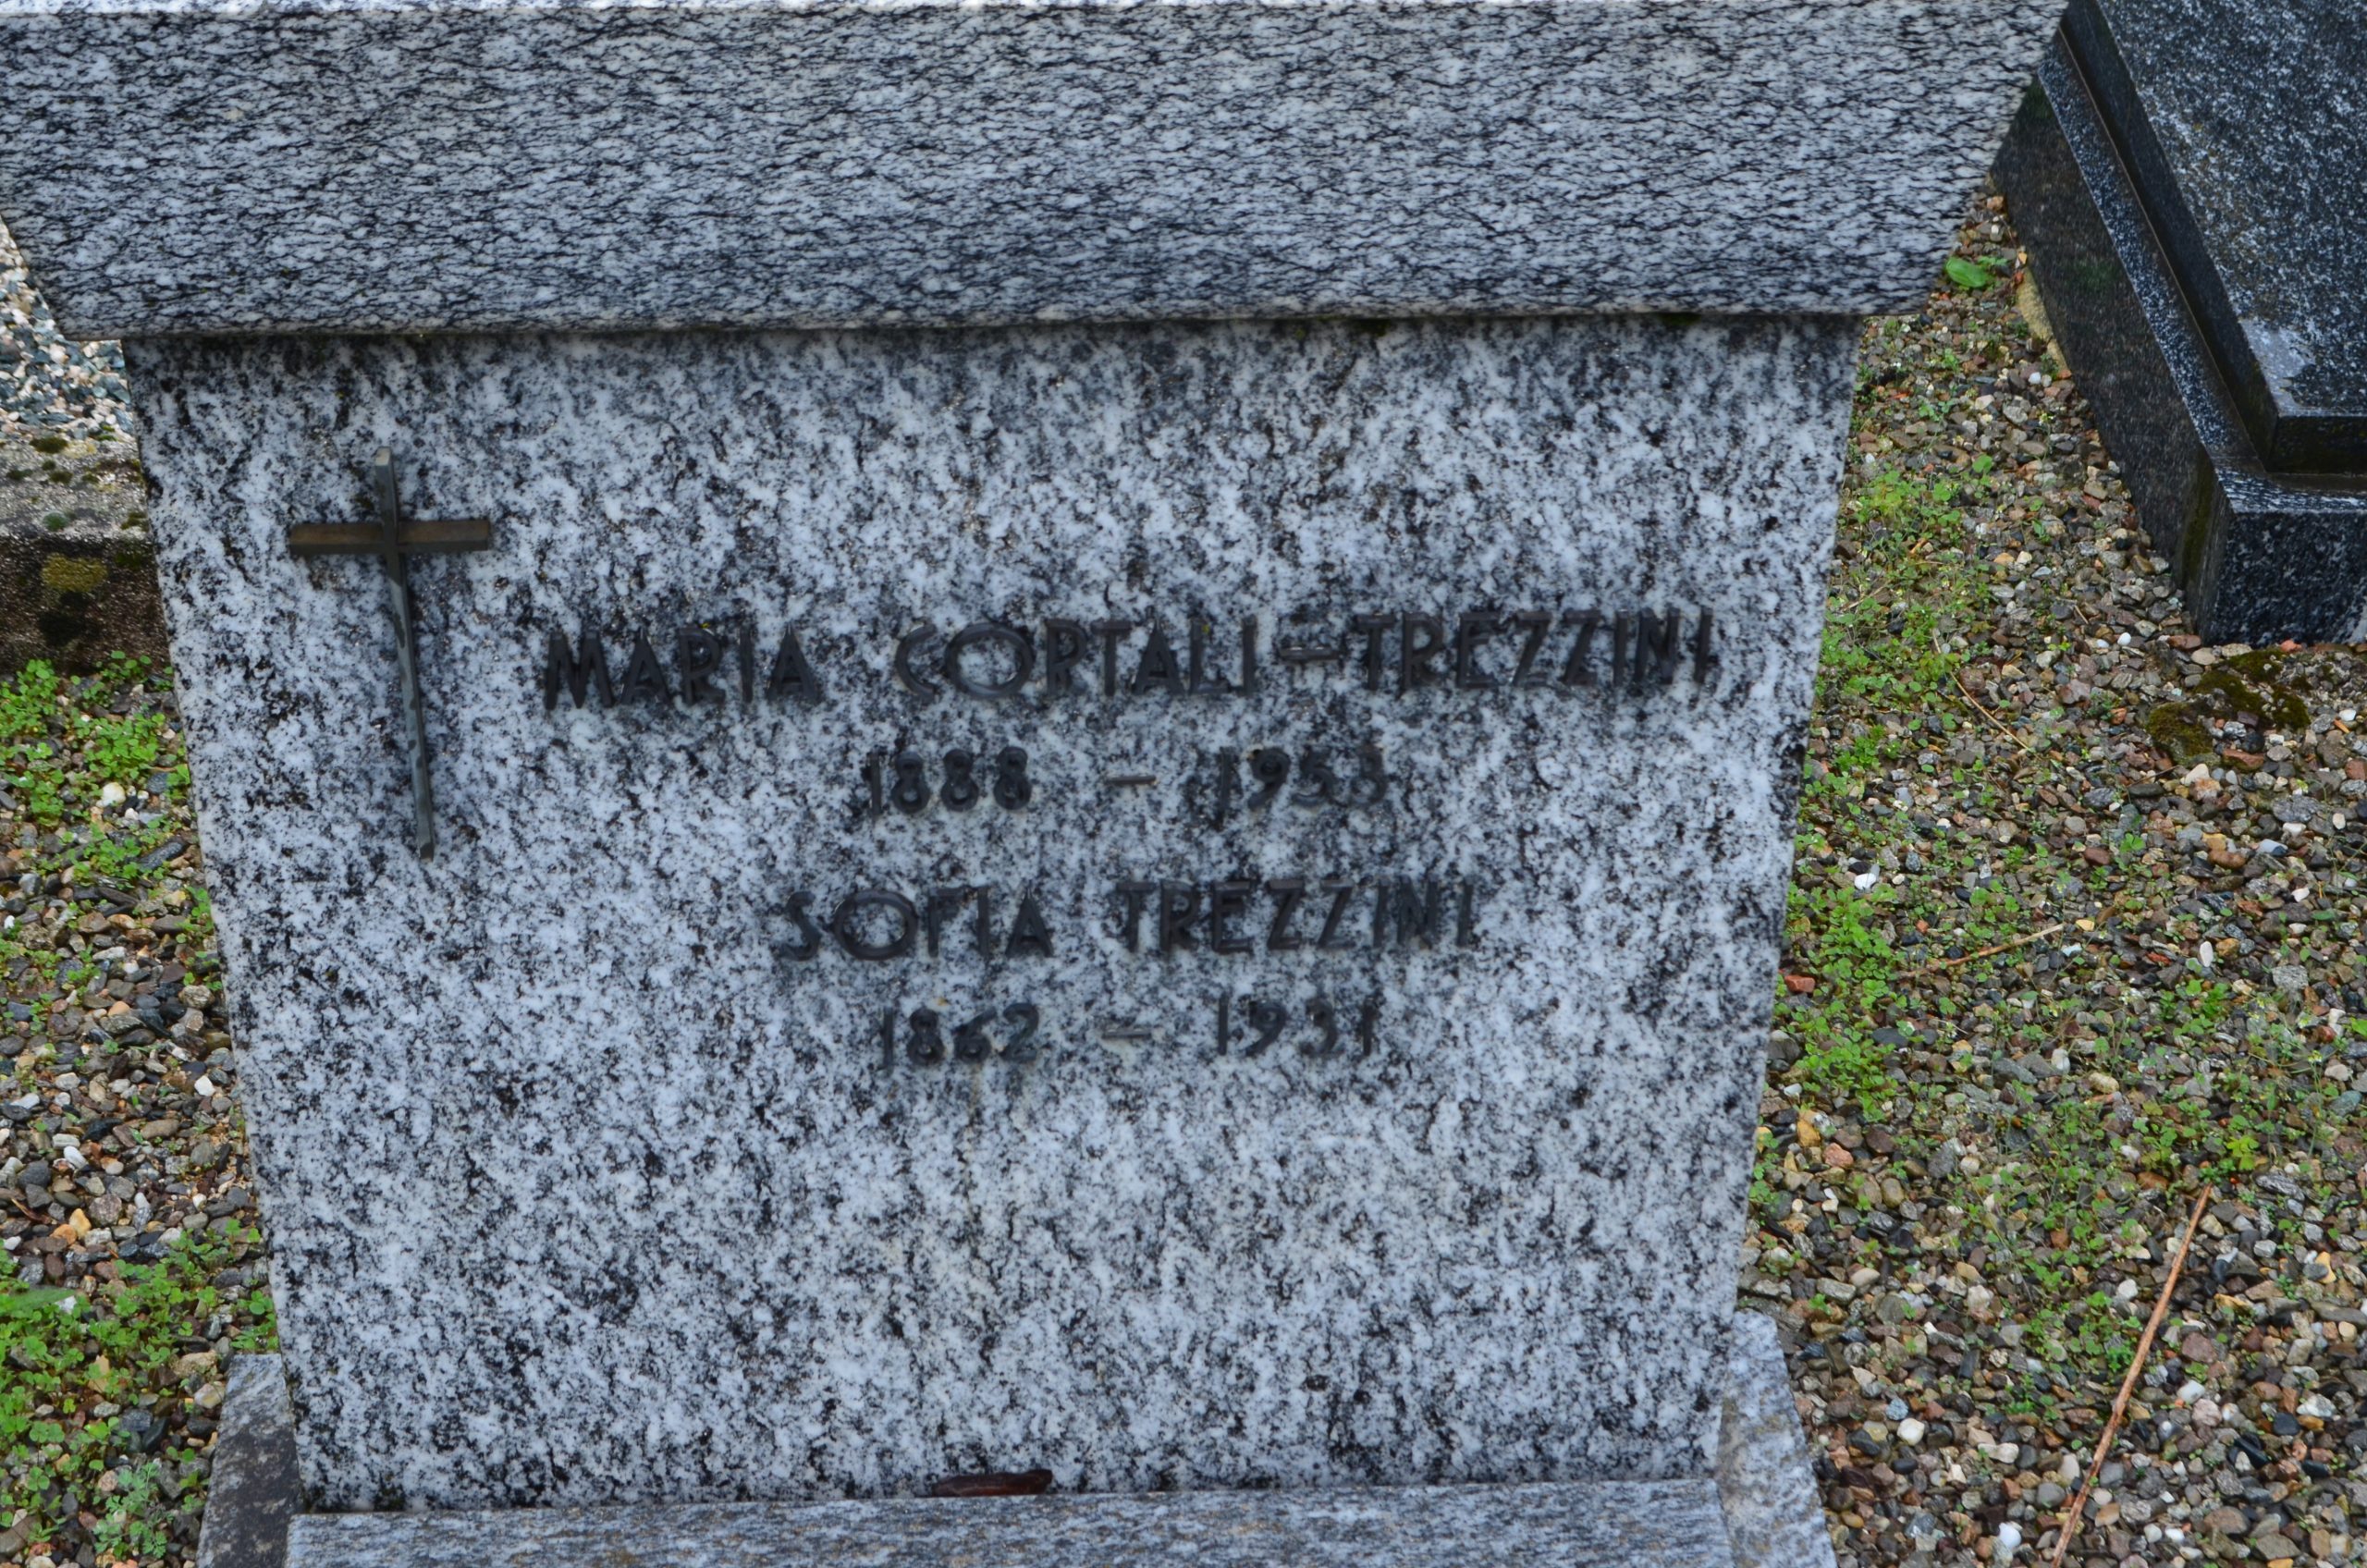 MARIA CORTALI-TREZZINI
1888 - 1953
SOFIA TREZZINI
1862 - 1931